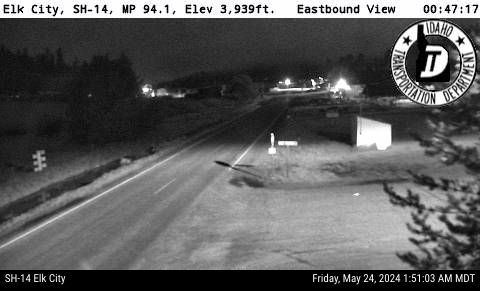 Elk City, SH-14, MP 94.1, Elev 3,939ft. Eastbound View 00:47:17
IDAHO
TRANSPORTATION DEPARTMENT
SH-14 Elk City Friday, May 24, 2024 1:51:03 AM MDT